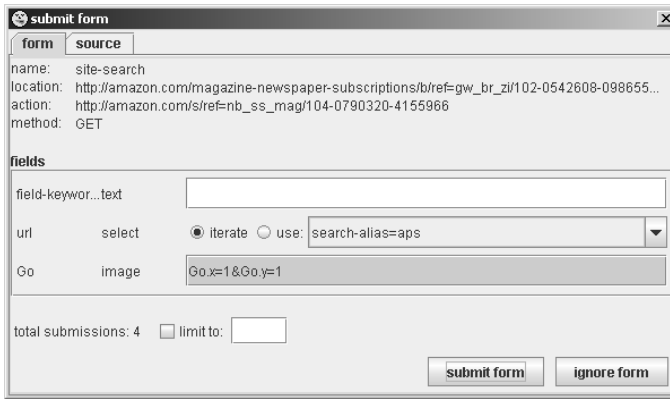 submit form
form source
name: site-search
location: http://amazon.com/magazine-newspaper-subscriptions/b/ref=gw_br_zi/102-0542608-098655...
action: http://amazon.com/s/ref=nb_ss_mag/104-0790320-4155966
method: GET
fields
field-keywor...text
url select iterate use: search-alias=aps
Go image Go.x=1&Go.y=1
total submissions: 4 limit to:
submit form ignore form